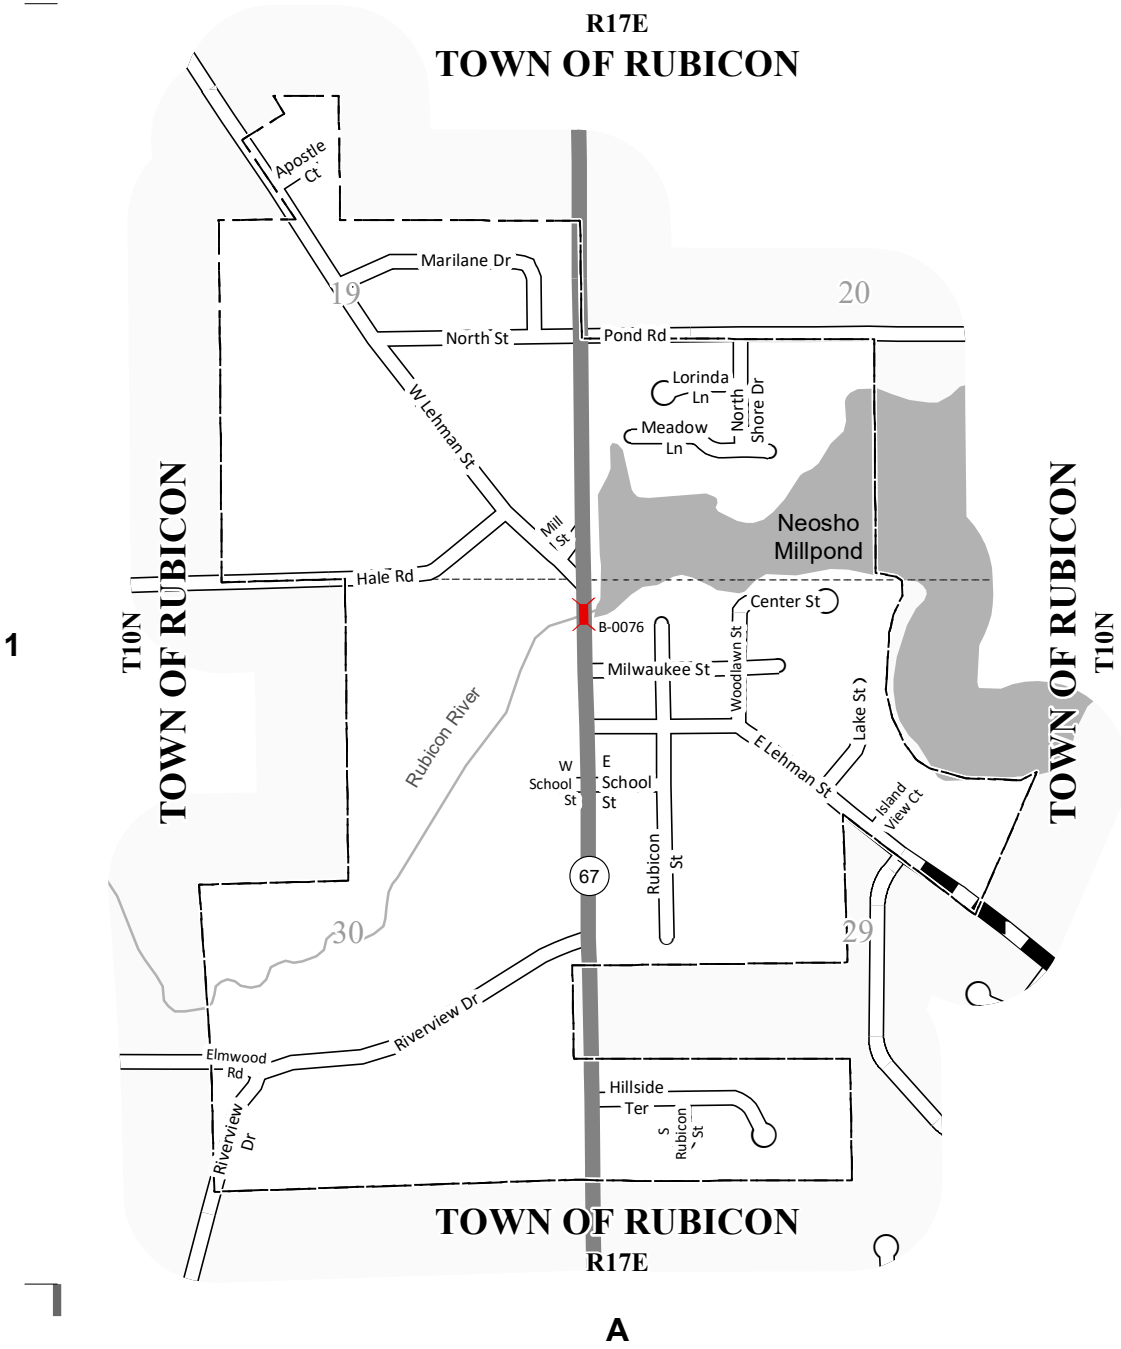 R17E
TOWN OF RUBICON
Apostle
Ct
Marilane Dr
19
20
North St
Pond Rd
Lorinda
Ln
North
Shore Dr
W Lehman St
Meadow
Ln
TOWN OF RUBICON
T10N
TOWN OF RUBICON
T10N
Mill
St
Neosho
Millpond
Hale Rd
Center St
B-0076
1
Milwaukee St
Woodlawn St
Rubicon River
Lake St
E Lehman St
W
School
St
E
School
St
Island
View Ct
Rubicon
St
67
30
29
Riverview Dr
Elmwood
Rd
Riverview
Dr
Hillside
Ter
S
Rubicon
St
TOWN OF RUBICON
R17E
A